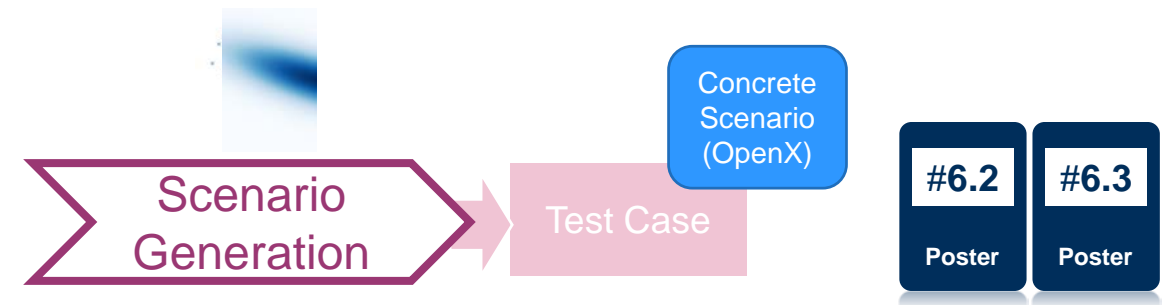 Concrete
Scenario
(OpenX)
Scenario
Generation
Test Case
#6.2
Poster
#6.3
Poster